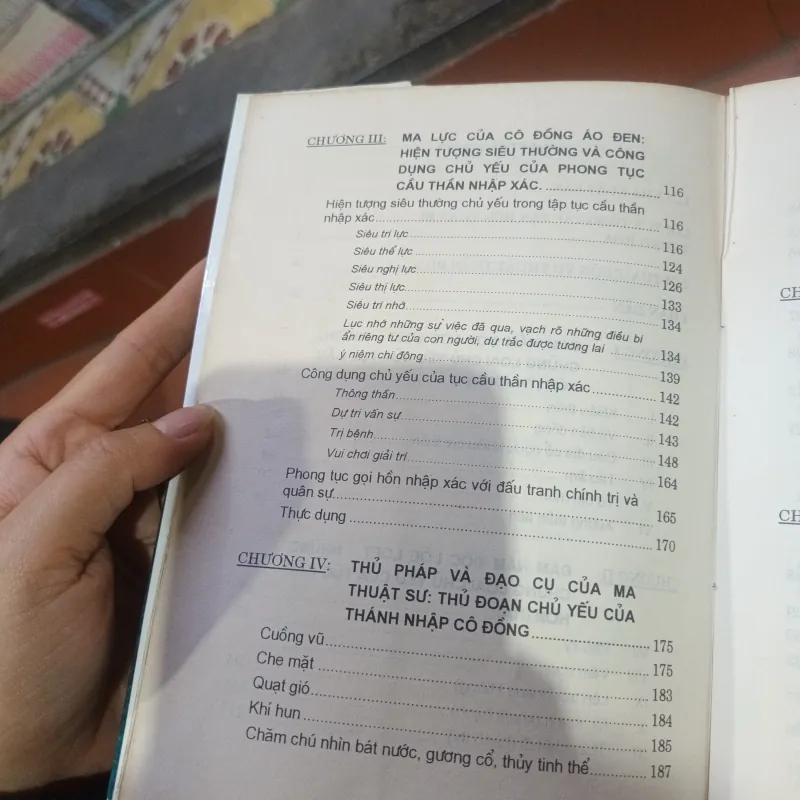 CHƯƠNG III: MA LỰC CỦA CÔ ĐỒNG ÁO ĐEN:
HIỆN TƯỢNG SIÊU THƯỜNG VÀ CÔNG
DỤNG CHỦ YẾU CỦA PHONG TỤC
CẦU THẦN NHẬP XÁC. 116
Hiện tượng siêu thường chủ yếu trong tập tục cầu thần
nhập xác 116
Siêu trí lực 116
Siêu thể lực 124
Siêu nghị lực 126
Siêu thị lực 133
Siêu trí nhớ 134
Lục nhớ những sự việc đã qua, vạch rõ những điều bí
ẩn riêng tư của con người, dự trắc được tương lai 134
ý niệm chi động 139
Công dụng chủ yếu của tục cầu thần nhập xác 142
Thông thần 142
Dự tri vấn sự 143
Trị bệnh 148
Vui chơi giải trí 164
Phong tục gọi hồn nhập xác với đấu tranh chính trị và
quân sự 165
Thực dụng 170
CHƯƠNG IV: THỦ PHÁP VÀ ĐẠO CỤ CỦA MA
THUẬT SƯ: THỦ ĐOẠN CHỦ YẾU CỦA
THÁNH NHẬP CÔ ĐỒNG 175
Cuồng vũ 175
Che mặt 183
Quạt gió 184
Khí hun 185
Chăm chú nhìn bát nước, gương cổ, thủy tinh thể 187